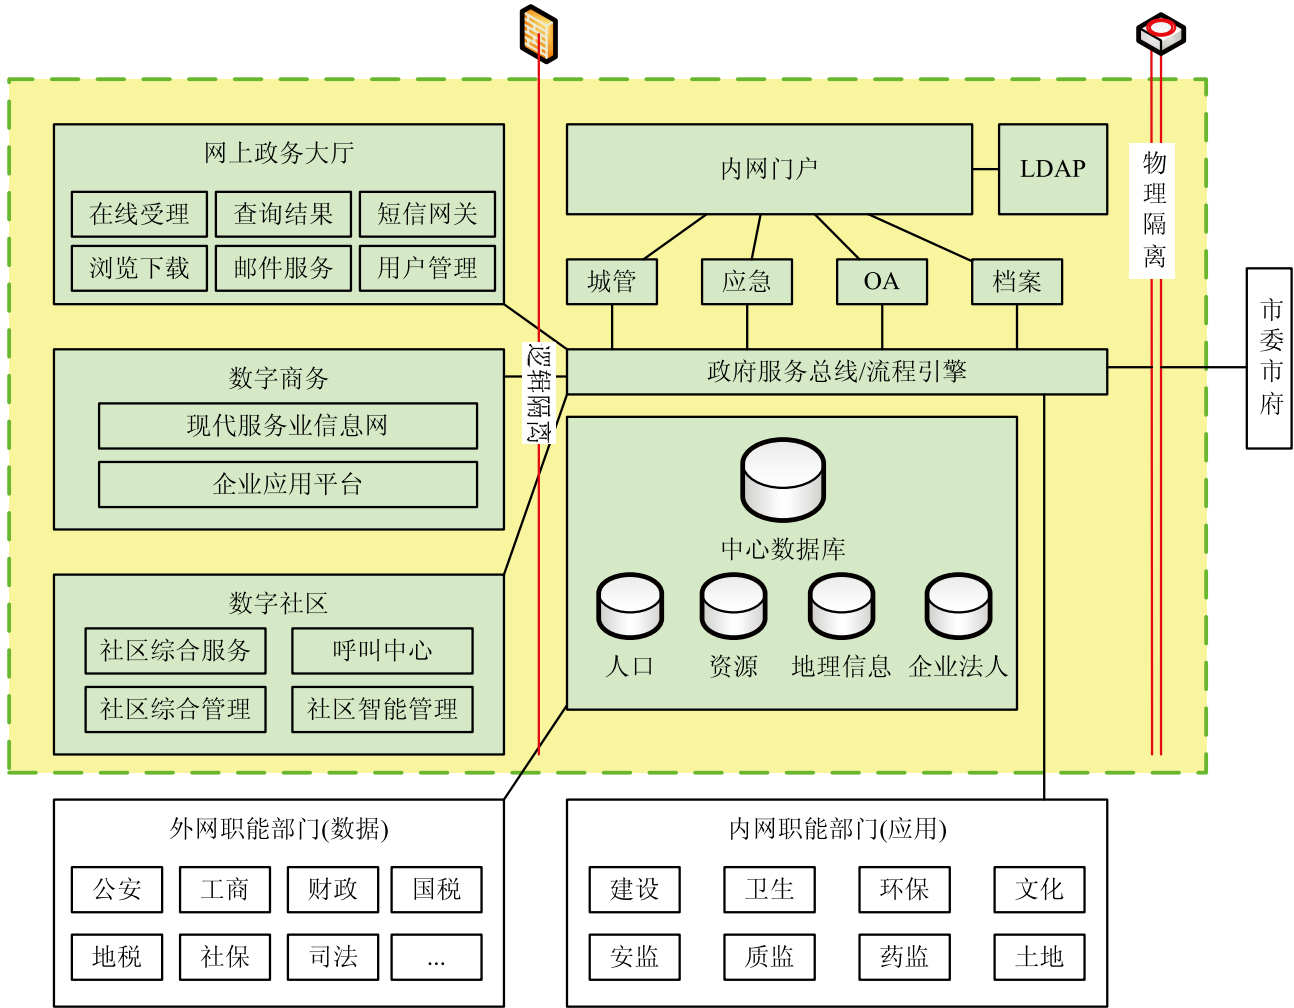 网上政务大厅
在线受理
查询结果
短信网关
浏览下载
邮件服务
用户管理
数字商务
现代服务业信息网
企业应用平台
数字社区
社区综合服务
呼叫中心
社区综合管理
社区智能管理
逻辑隔离
内网门户
LDAP
城管
应急
OA
档案
政府服务总线/流程引擎
中心数据库
人口
资源
地理信息
企业法人
物理隔离
市委市府
外网职能部门(数据)
公安
工商
财政
国税
地税
社保
司法
...
内网职能部门(应用)
建设
卫生
环保
文化
安监
质监
药监
土地